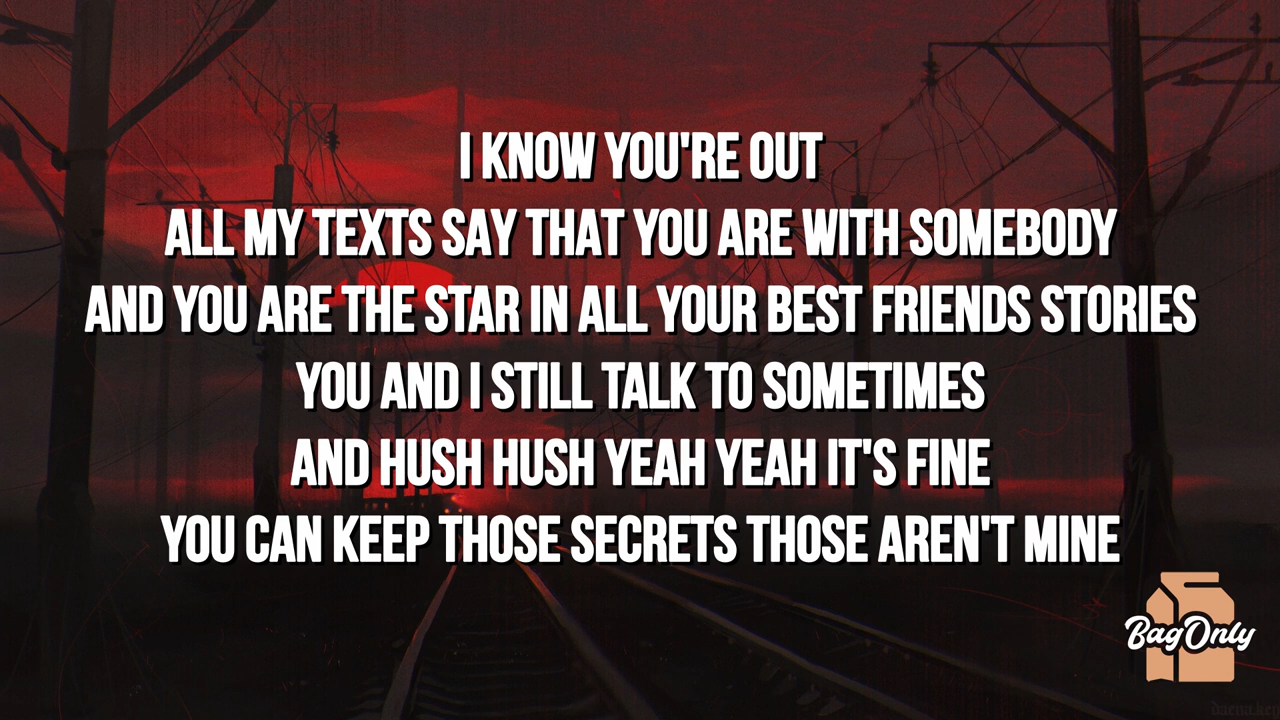 I KNOW YOU'RE OUT
ALL MY TEXTS SAY THAT YOU ARE WITH SOMEBODY
AND YOU ARE THE STAR IN ALL YOUR BEST FRIENDS STORIES
YOU AND I STILL TALK TO SOMETIMES
AND HUSH HUSH YEAH YEAH IT'S FINE
YOU CAN KEEP THOSE SECRETS THOSE AREN'T MINE
BagOnly